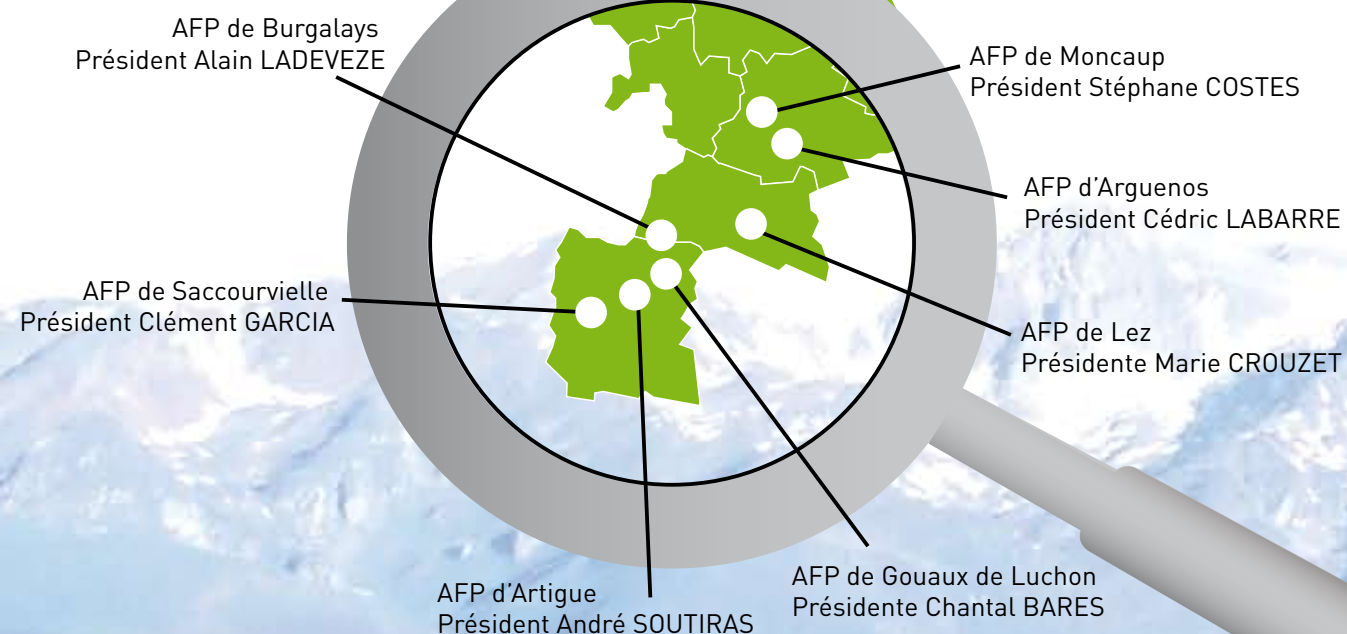 AFP de Burgalays
Président Alain LADEVEZE
AFP de Moncaup
Président Stéphane COSTES
AFP d’Arguenos
Président Cédric LABARRE
AFP de Saccourvielle
Président Clément GARCIA
AFP de Lez
Présidente Marie CROUZET
AFP d’Artigue
Président André SOUTIRAS
AFP de Gouaux de Luchon
Présidente Chantal BARES